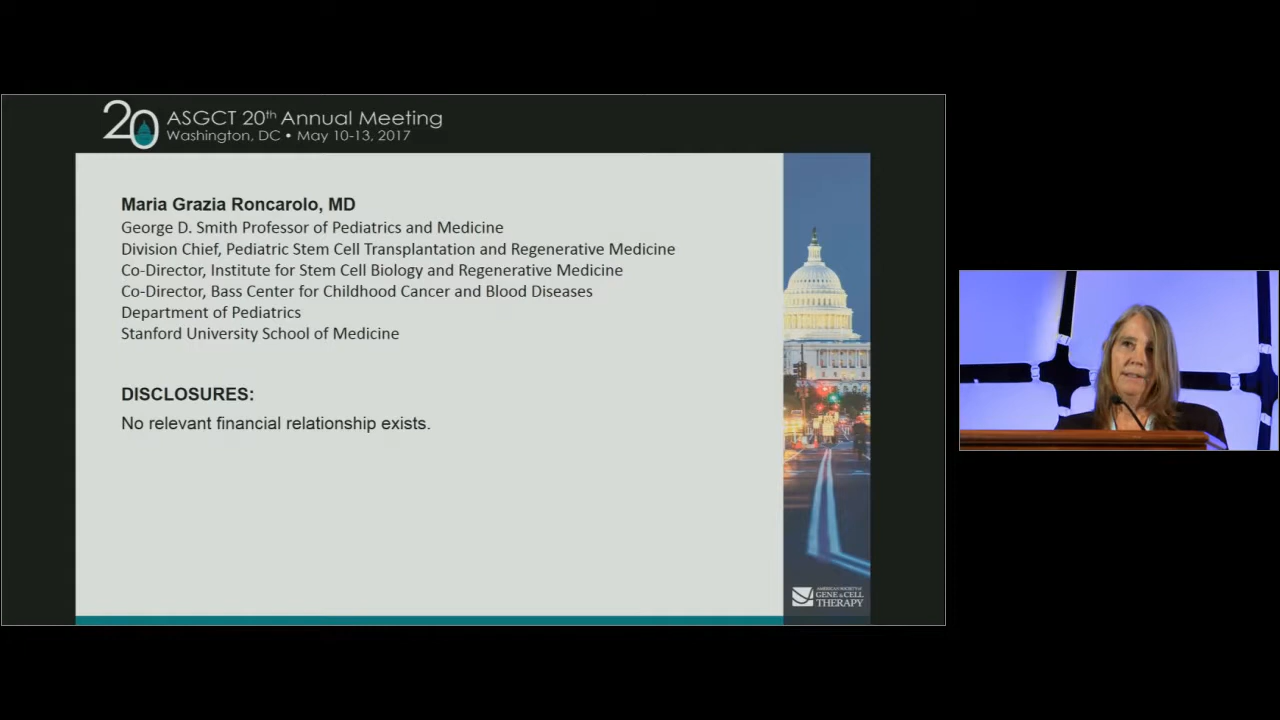 20 ASGCT 20th Annual Meeting
Washington, DC • May 10-13, 2017
Maria Grazia Roncarolo, MD
George D. Smith Professor of Pediatrics and Medicine
Division Chief, Pediatric Stem Cell Transplantation and Regenerative Medicine
Co-Director, Institute for Stem Cell Biology and Regenerative Medicine
Co-Director, Bass Center for Childhood Cancer and Blood Diseases
Department of Pediatrics
Stanford University School of Medicine
DISCLOSURES:
No relevant financial relationship exists.
AMERICAN SOCIETY of
GENE & CELL
THERAPY